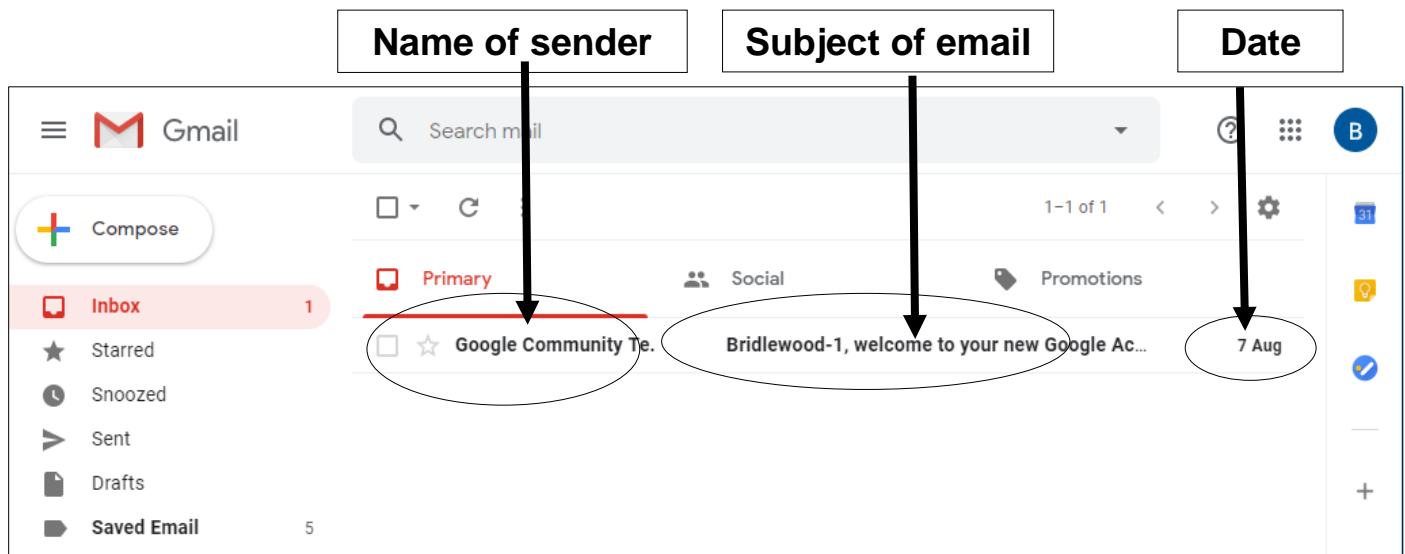 Name of sender
Subject of email
Date
Gmail
Search mail
B
Compose
1–1 of 1
31
Primary
Social
Promotions
Inbox 1
Google Community Te. Bridlewood-1, welcome to your new Google Ac... 7 Aug
Starred
Snoozed
Sent
Drafts
Saved Email 5